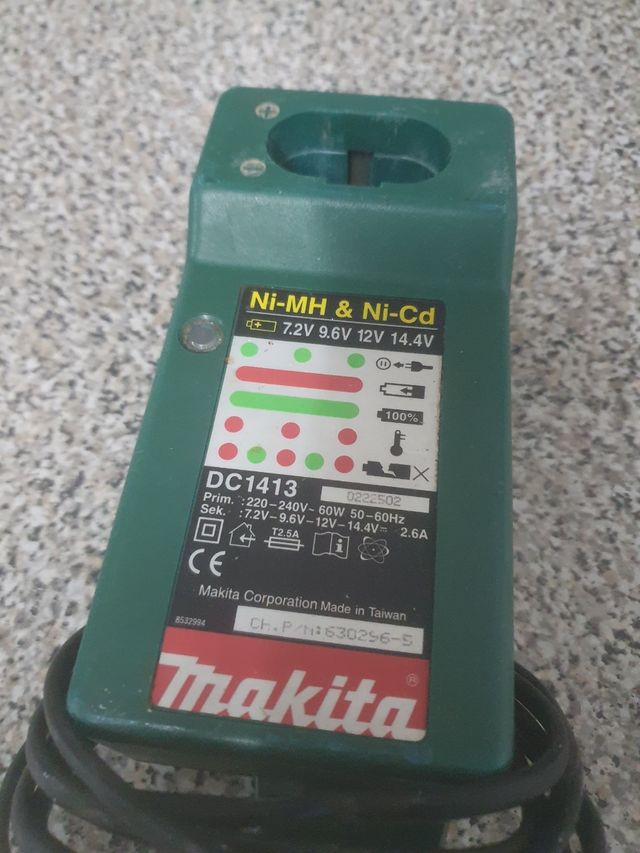 Ni-MH & Ni-Cd
7.2V 9.6V 12V 14.4V
100%
DC1413
0222502
Prim. :220–240V~60W 50–60Hz
Sek. :7.2V–9.6V–12V–14.4V⎓ 2.6A
T2.5A
CE
Makita Corporation Made in Taiwan
8532994
CH.P/N:630296-5
makita®